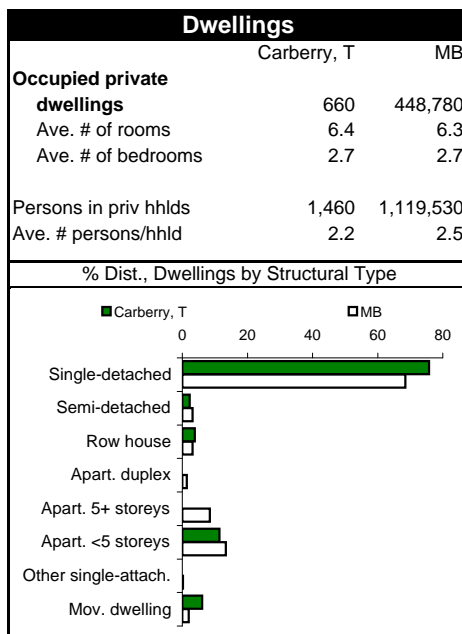 Dwellings
Carberry, T MB
Occupied private
dwellings 660 448,780
Ave. # of rooms 6.4 6.3
Ave. # of bedrooms 2.7 2.7
Persons in priv hhlds 1,460 1,119,530
Ave. # persons/hhld 2.2 2.5
% Dist., Dwellings by Structural Type
Carberry, T MB
0 20 40 60 80
Single-detached
Semi-detached
Row house
Apart. duplex
Apart. 5+ storeys
Apart. <5 storeys
Other single-attach.
Mov. dwelling